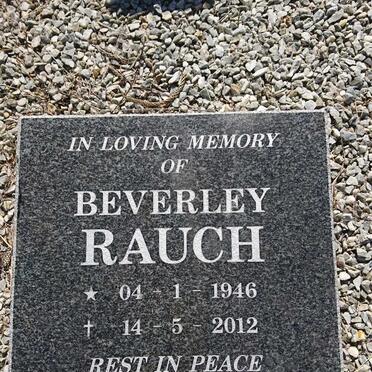 IN LOVING MEMORY
OF
BEVERLEY
RAUCH
★ 04 - 1 - 1946
† 14 - 5 - 2012
REST IN PEACE